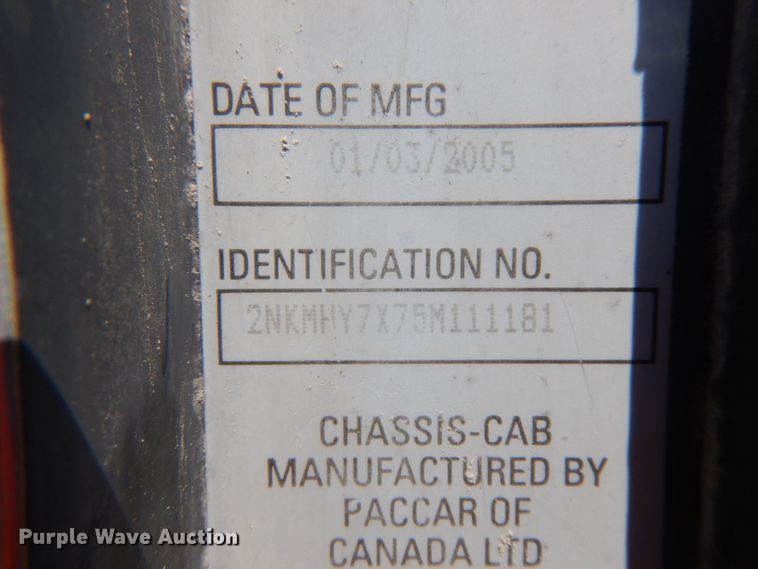 DATE OF MFG
01/03/2005
IDENTIFICATION NO.
2NKMHY7X75M111181
CHASSIS-CAB
MANUFACTURED BY
PACCAR OF
CANADA LTD
Purple Wave Auction